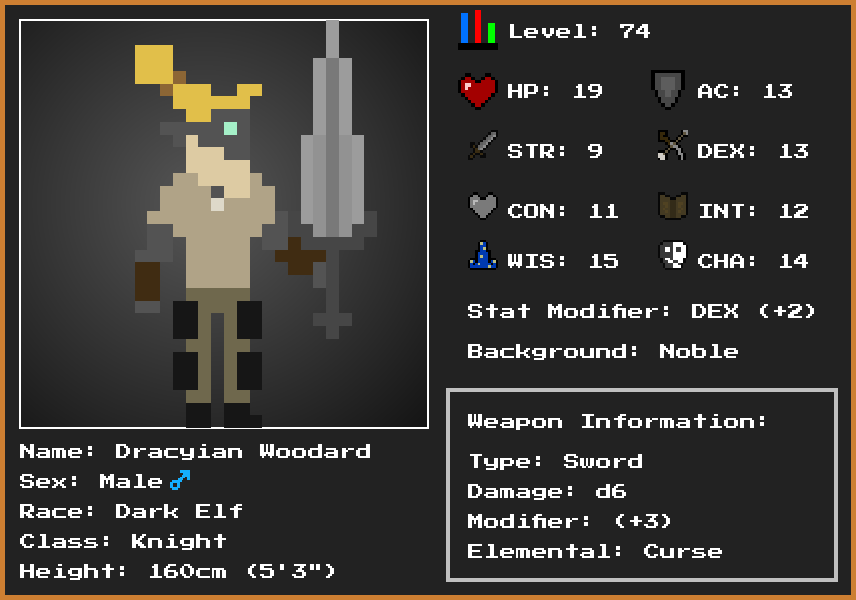 Level: 74
HP: 19
AC: 13
STR: 9
DEX: 13
CON: 11
INT: 12
WIS: 15
CHA: 14
Stat Modifier: DEX (+2)
Background: Noble
Weapon Information:
Type: Sword
Damage: d6
Modifier: (+3)
Elemental: Curse
Name: Dracyian Woodard
Sex: Male♂
Race: Dark Elf
Class: Knight
Height: 160cm (5'3")